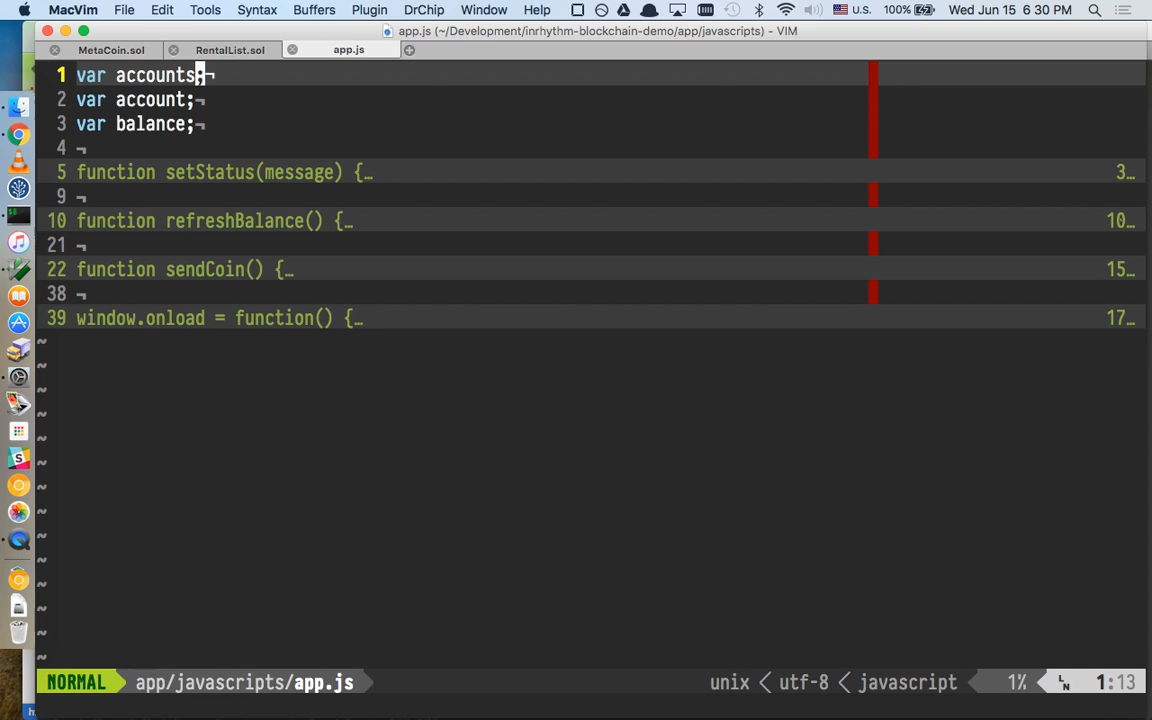 MacVim File Edit Tools Syntax Buffers Plugin DrChip Window Help U.S. 100% Wed Jun 15 6:30 PM
app.js (~/Development/inrhythm-blockchain-demo/app/javascripts) - VIM
MetaCoin.sol RentalList.sol app.js
1 var accounts;¬
2 var account;¬
3 var balance;¬
4 ¬
5 function setStatus(message) {… 3…
9 ¬
10 function refreshBalance() {… 10…
21 ¬
22 function sendCoin() {… 15…
38 ¬
39 window.onload = function() {… 17…
~
~
~
~
~
~
~
~
~
~
~
~
~
~
NORMAL app/javascripts/app.js unix utf-8 javascript 1% LN 1:13